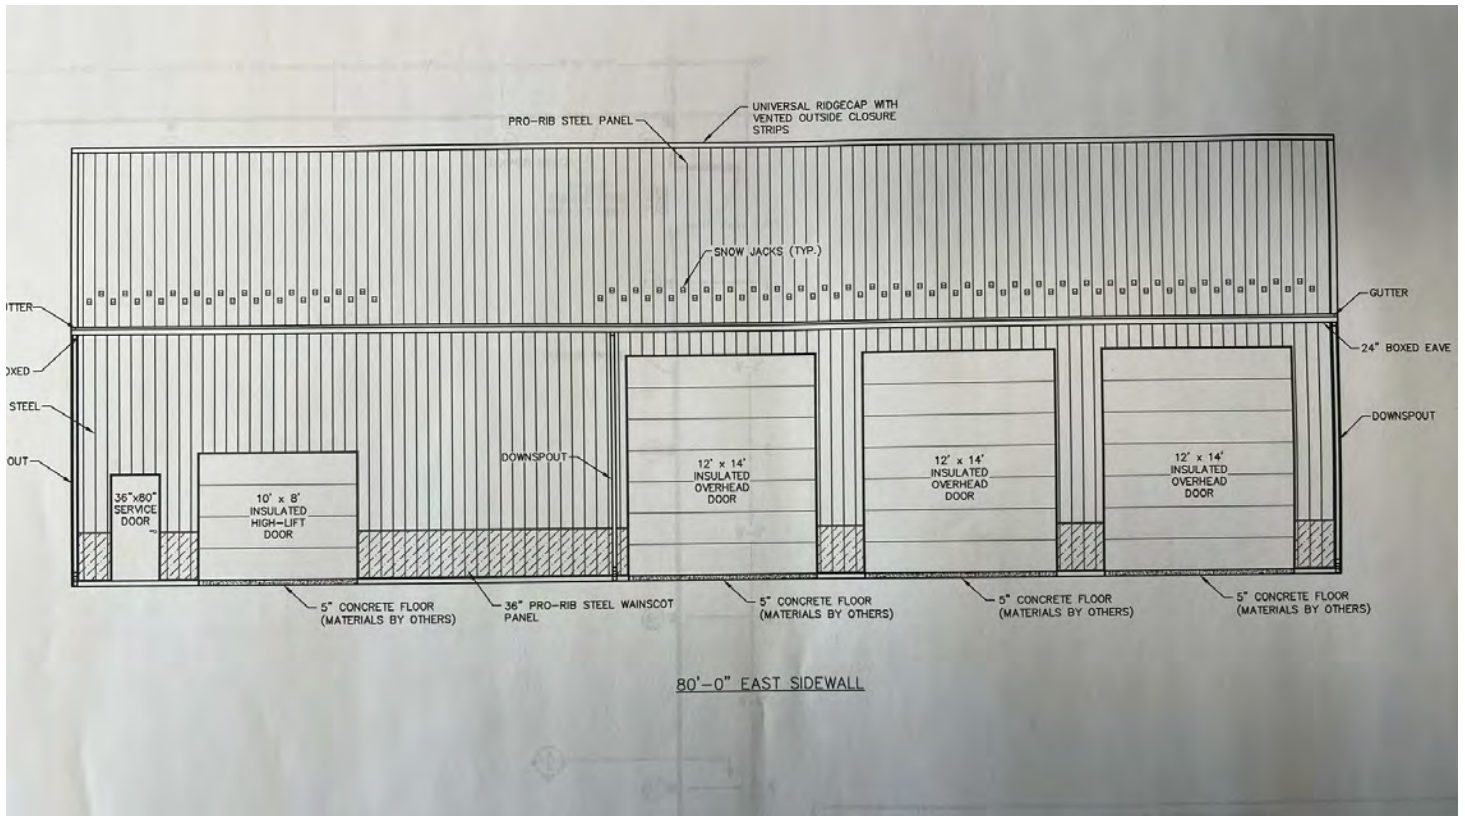 UNIVERSAL RIDGECAP WITH
VENTED OUTSIDE CLOSURE
STRIPS
PRO-RIB STEEL PANEL
SNOW JACKS (TYP.)
GUTTER
24" BOXED EAVE
STEEL
DOWNSPOUT
DOWNSPOUT
36"x80"
SERVICE
DOOR
10' x 8'
INSULATED
HIGH-LIFT
DOOR
12' x 14'
INSULATED
OVERHEAD
DOOR
12' x 14'
INSULATED
OVERHEAD
DOOR
12' x 14'
INSULATED
OVERHEAD
DOOR
5" CONCRETE FLOOR
(MATERIALS BY OTHERS)
36" PRO-RIB STEEL WAINSCOT
PANEL
5" CONCRETE FLOOR
(MATERIALS BY OTHERS)
5" CONCRETE FLOOR
(MATERIALS BY OTHERS)
5" CONCRETE FLOOR
(MATERIALS BY OTHERS)
80'-0" EAST SIDEWALL